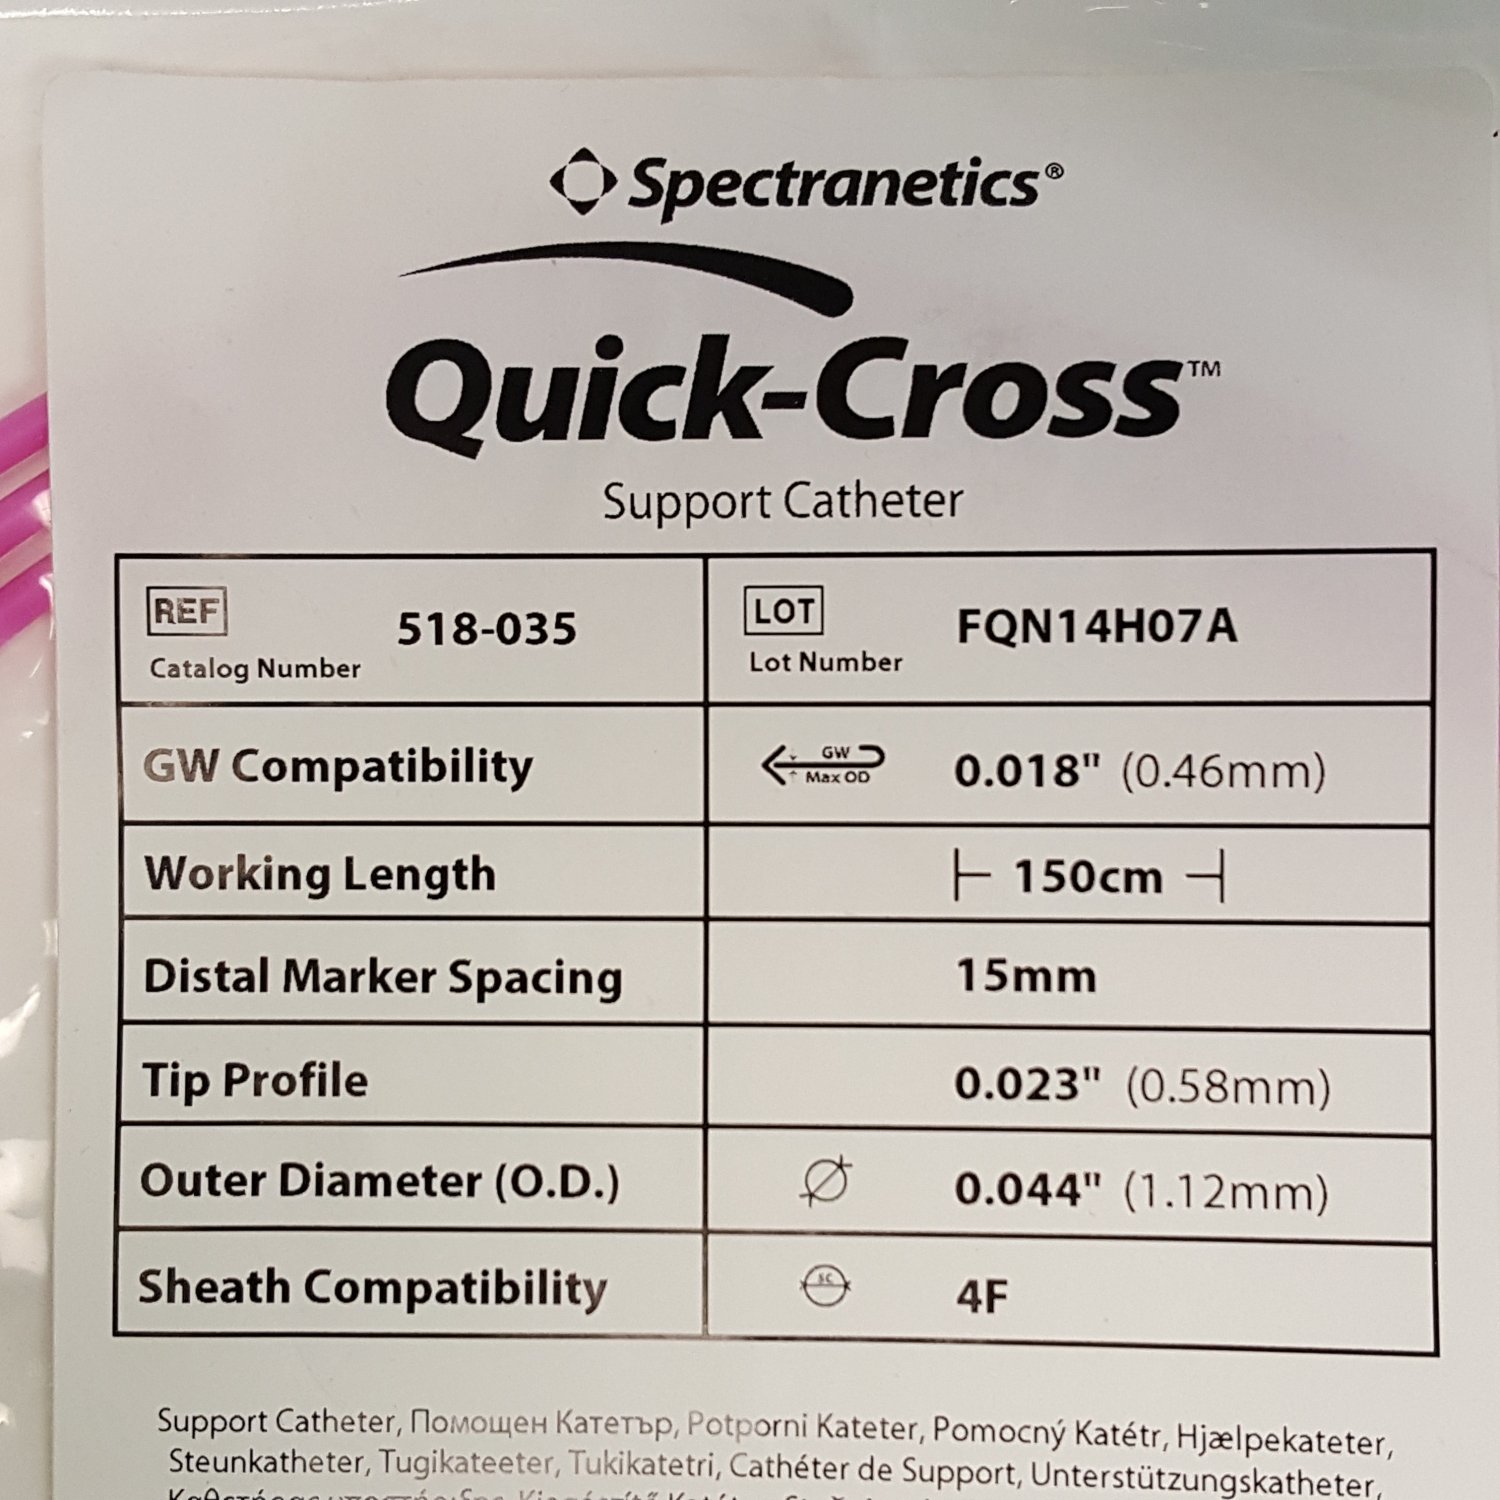 Spectranetics®
Quick-Cross™
Support Catheter
REF 518-035
Catalog Number
LOT FQN14H07A
Lot Number
GW Compatibility GW Max OD 0.018" (0.46mm)
Working Length 150cm
Distal Marker Spacing 15mm
Tip Profile 0.023" (0.58mm)
Outer Diameter (O.D.) 0.044" (1.12mm)
Sheath Compatibility SC 4F
Support Catheter, Помощен Катетър, Potporni Kateter, Pomocný Katétr, Hjælpekateter,
Steunkatheter, Tugikateeter, Tukikatetri, Cathéter de Support, Unterstützungskatheter,